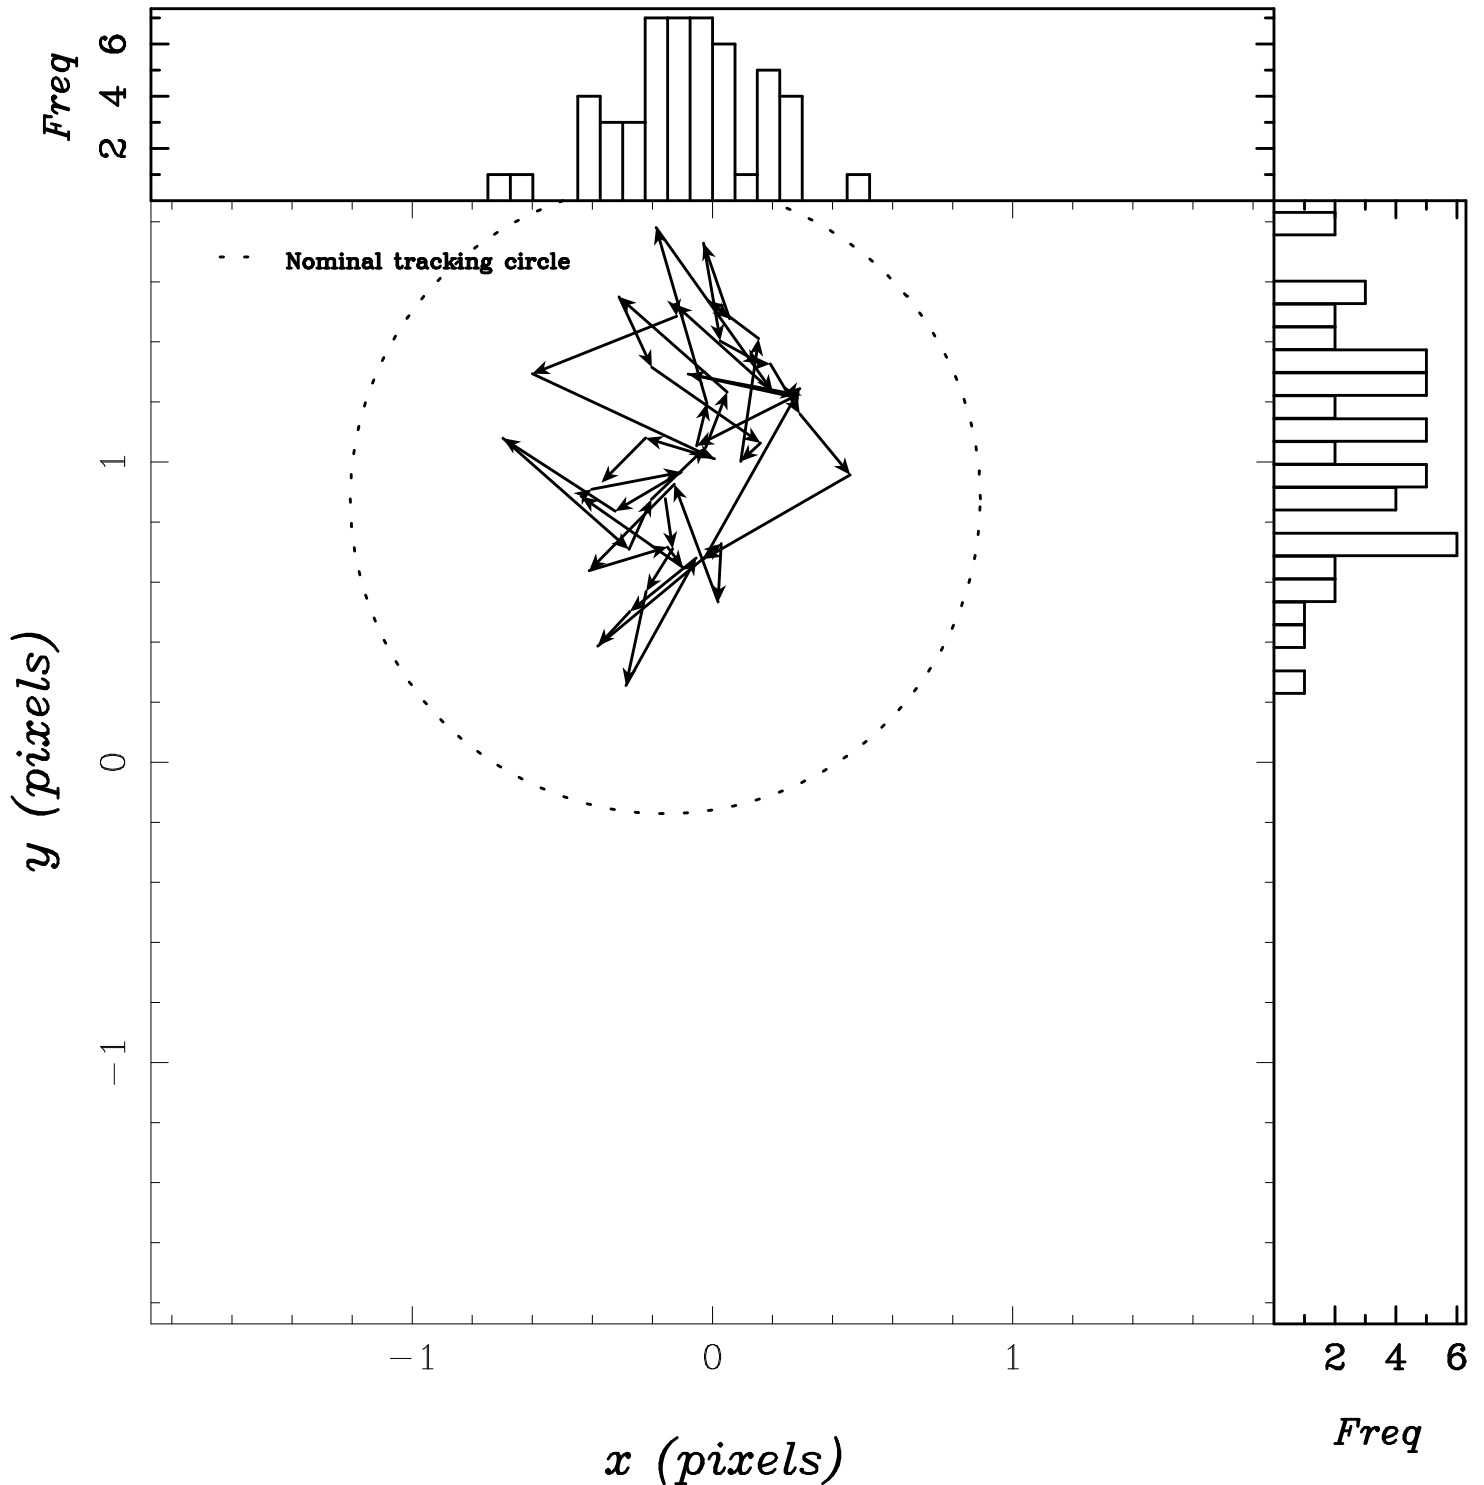 Freq
6
4
2
Nominal tracking circle
1
0
−1
y (pixels)
−1 0 1
2 4 6
x (pixels)
Freq